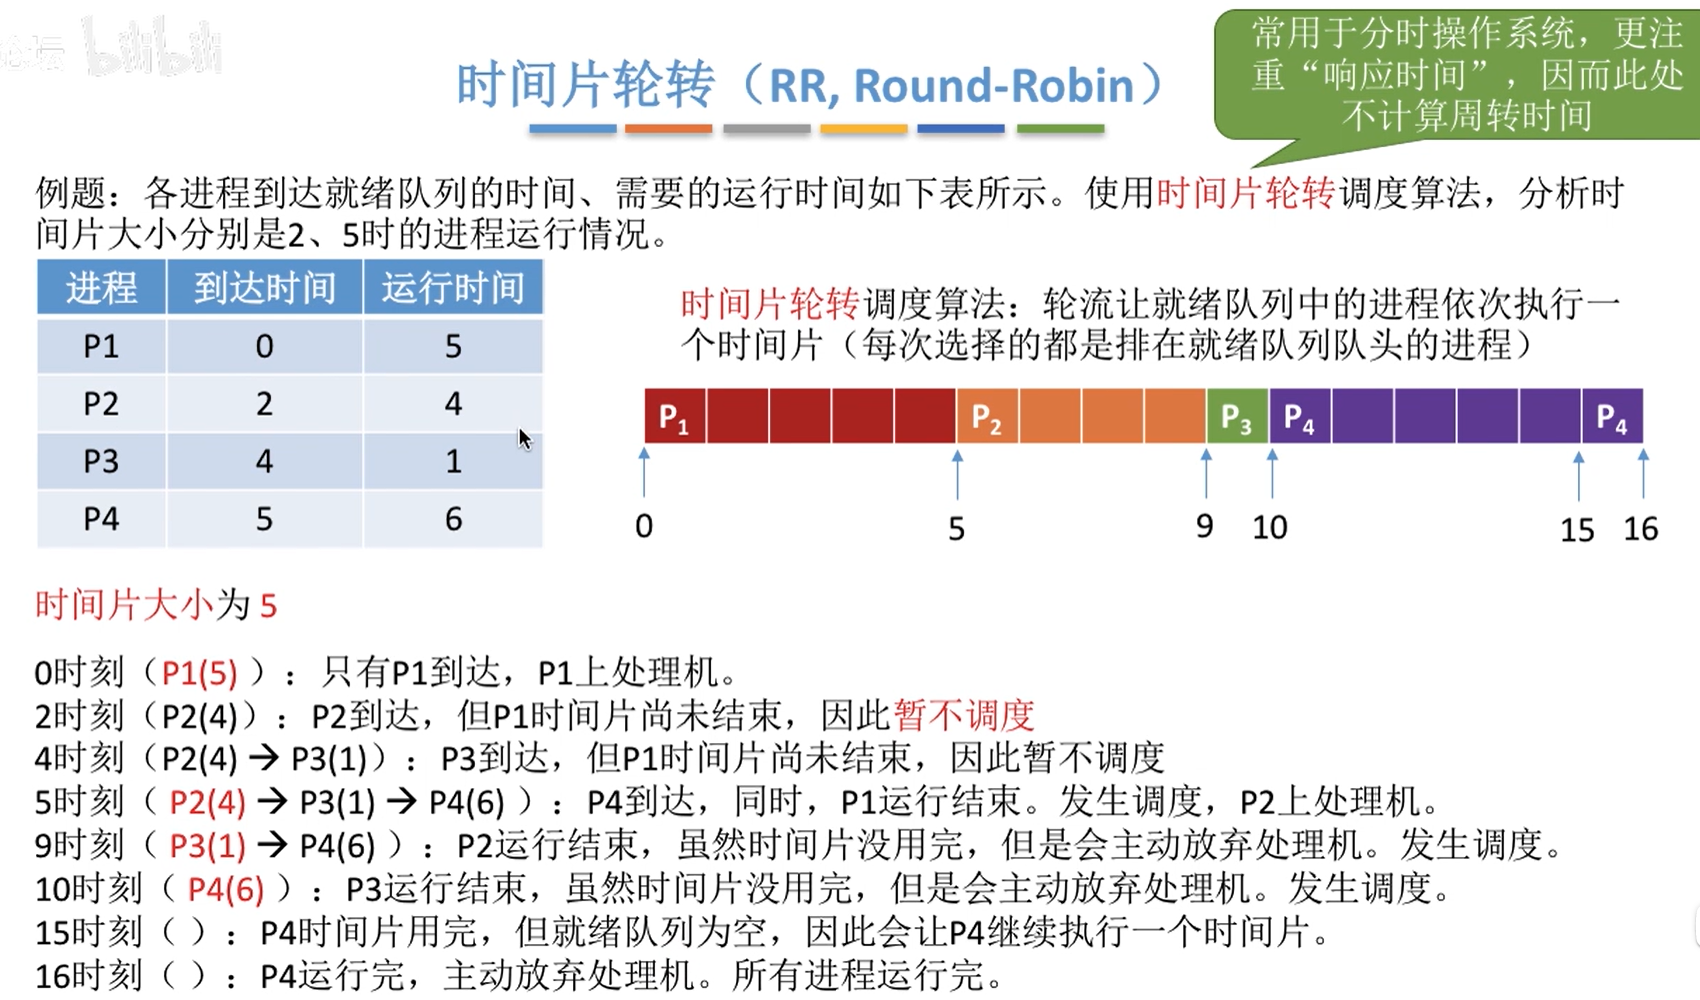 论坛 bilibili
常用于分时操作系统，更注
重“响应时间”，因而此处
不计算周转时间
时间片轮转（RR, Round-Robin）
例题：各进程到达就绪队列的时间、需要的运行时间如下表所示。使用时间片轮转调度算法，分析时
间片大小分别是2、5时的进程运行情况。
进程 到达时间 运行时间
P1 0 5
P2 2 4
P3 4 1
P4 5 6
时间片轮转调度算法：轮流让就绪队列中的进程依次执行一
个时间片（每次选择的都是排在就绪队列队头的进程）
P1 P2 P3 P4 P4
0 5 9 10 15 16
时间片大小为 5
0时刻（P1(5)）：只有P1到达，P1上处理机。
2时刻（P2(4)）：P2到达，但P1时间片尚未结束，因此暂不调度
4时刻（P2(4) → P3(1)）：P3到达，但P1时间片尚未结束，因此暂不调度
5时刻（ P2(4) → P3(1) → P4(6) ）：P4到达，同时，P1运行结束。发生调度，P2上处理机。
9时刻（ P3(1) → P4(6) ）：P2运行结束，虽然时间片没用完，但是会主动放弃处理机。发生调度。
10时刻（ P4(6) ）：P3运行结束，虽然时间片没用完，但是会主动放弃处理机。发生调度。
15时刻（ ）：P4时间片用完，但就绪队列为空，因此会让P4继续执行一个时间片。
16时刻（ ）：P4运行完，主动放弃处理机。所有进程运行完。